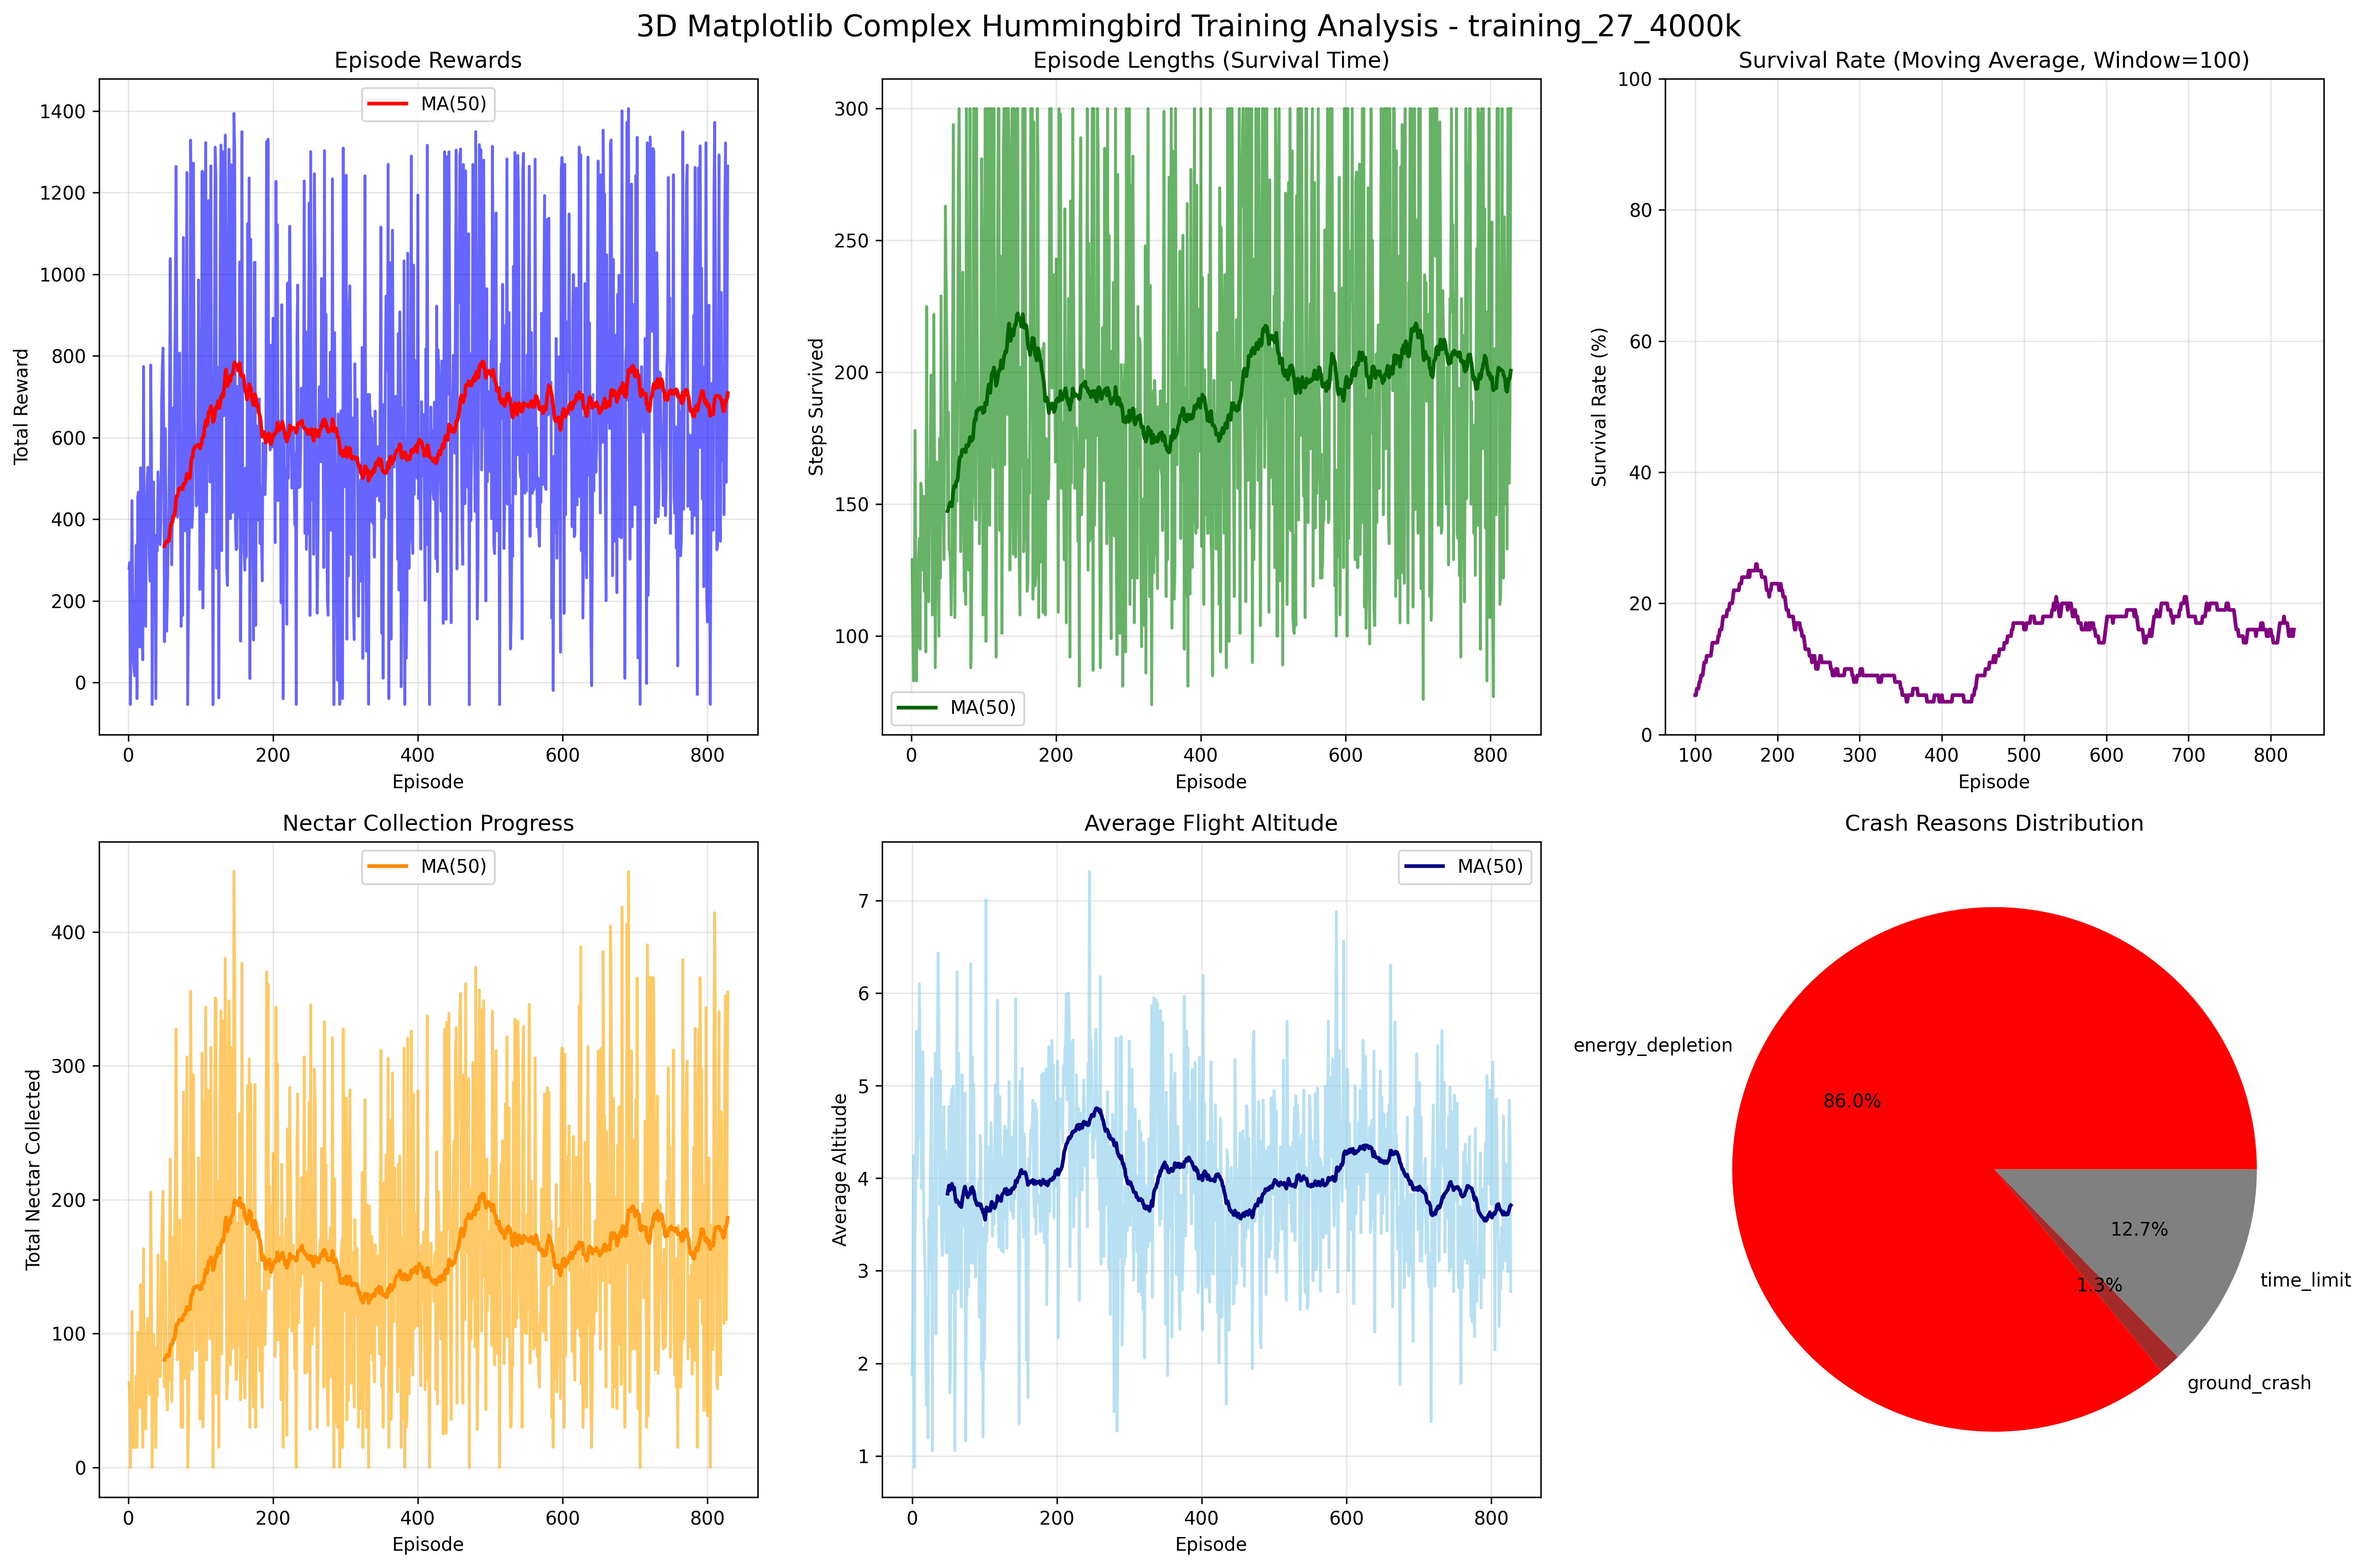 3D Matplotlib Complex Hummingbird Training Analysis - training_27_4000k
Episode Rewards
MA(50)
1400
1200
1000
800
600
400
200
0
Total Reward
0 200 400 600 800
Episode
Episode Lengths (Survival Time)
300
250
200
150
100
Steps Survived
MA(50)
0 200 400 600 800
Episode
Survival Rate (Moving Average, Window=100)
100
80
60
40
20
0
Survival Rate (%)
100 200 300 400 500 600 700 800
Episode
Nectar Collection Progress
MA(50)
400
300
200
100
0
Total Nectar Collected
0 200 400 600 800
Episode
Average Flight Altitude
MA(50)
7
6
5
4
3
2
1
Average Altitude
0 200 400 600 800
Episode
Crash Reasons Distribution
energy_depletion
86.0%
12.7%
1.3%
time_limit
ground_crash